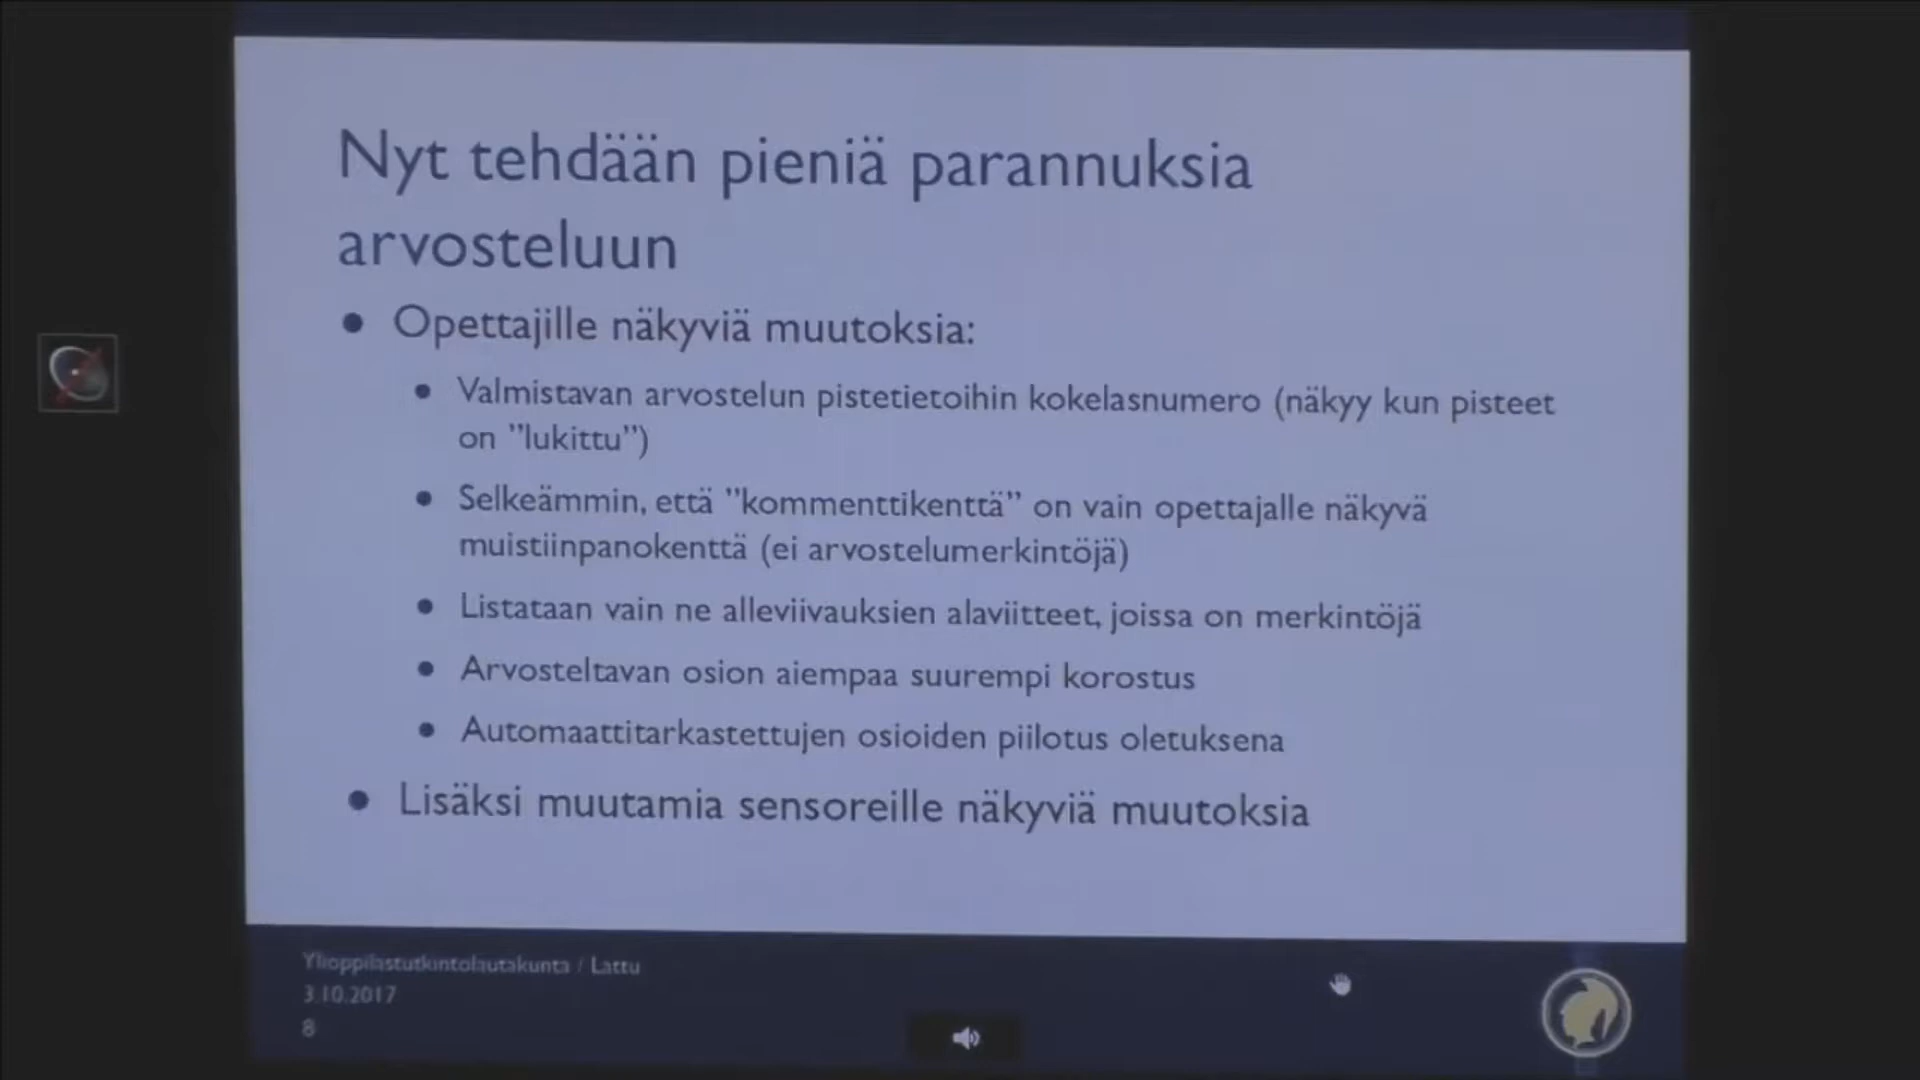 Nyt tehdään pieniä parannuksia
arvosteluun
● Opettajille näkyviä muutoksia:
● Valmistavan arvostelun pistetietoihin kokelasnumero (näkyy kun pisteet
on ”lukittu”)
● Selkeämmin, että ”kommenttikenttä” on vain opettajalle näkyvä
muistiinpanokenttä (ei arvostelumerkintöjä)
● Listataan vain ne alleviivauksien alaviitteet, joissa on merkintöjä
● Arvosteltavan osion aiempaa suurempi korostus
● Automaattitarkastettujen osioiden piilotus oletuksena
● Lisäksi muutamia sensoreille näkyviä muutoksia
Ylioppilastutkintolautakunta / Lattu
3.10.2017
8